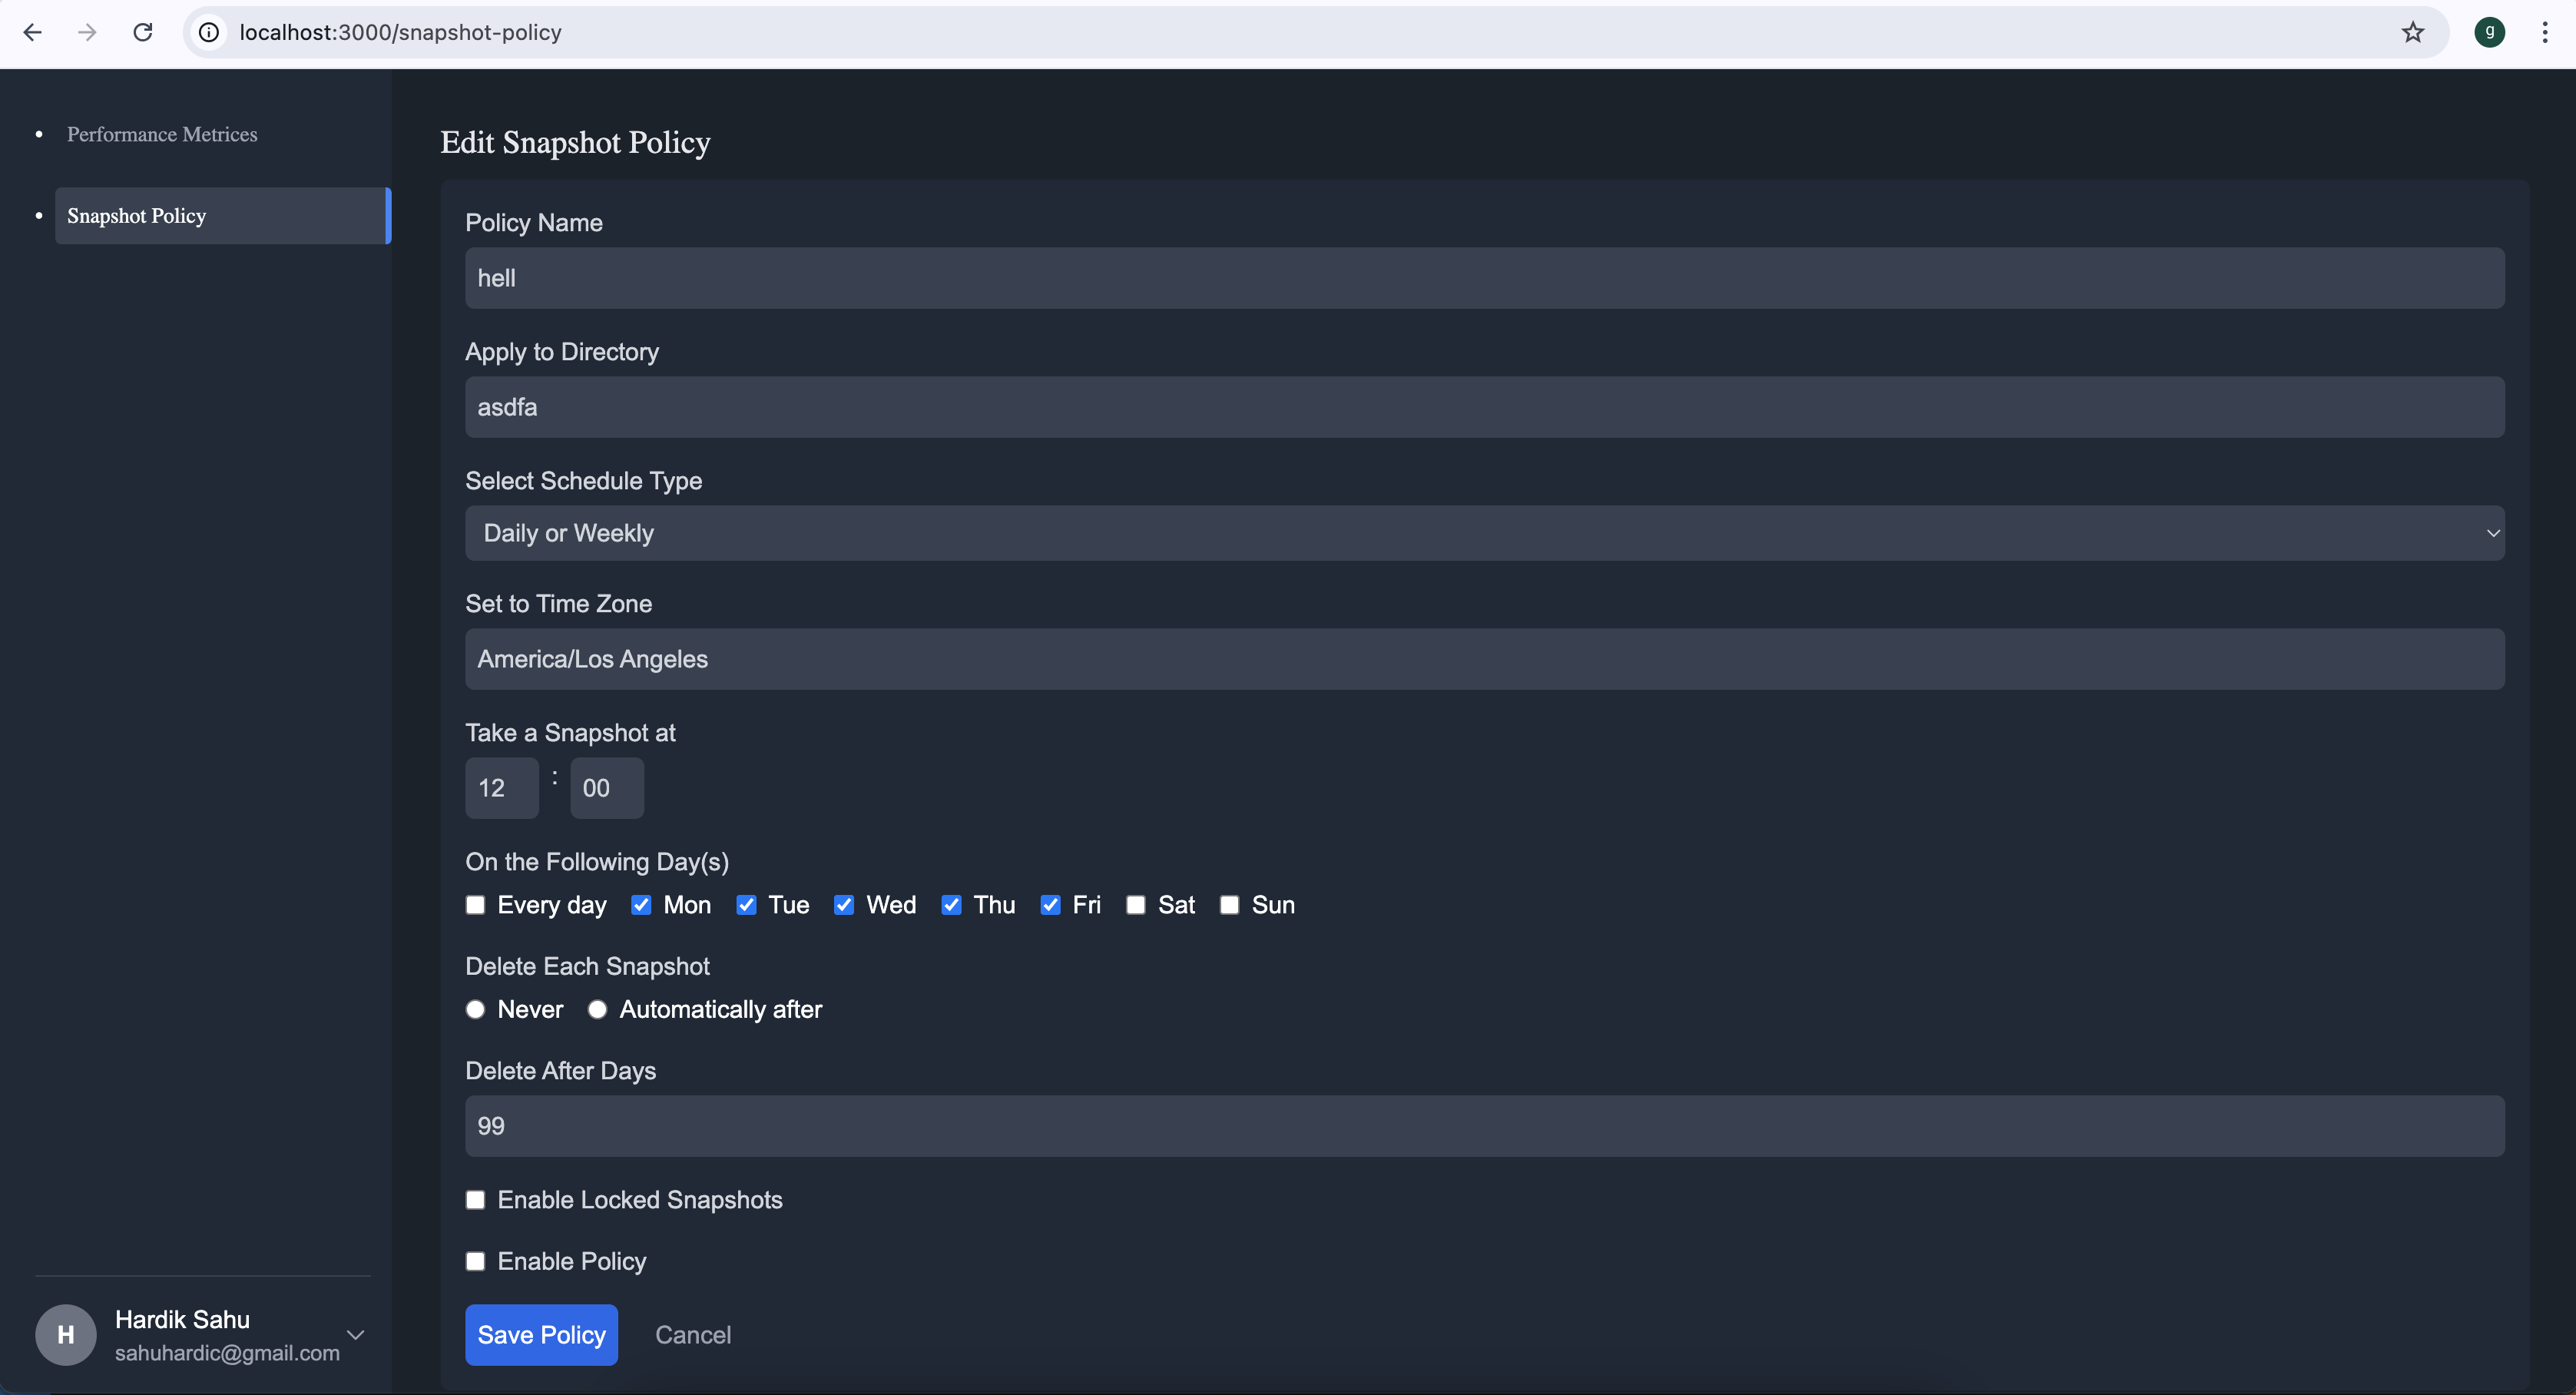 localhost:3000/snapshot-policy
g
Performance Metrices
Snapshot Policy
Edit Snapshot Policy
Policy Name
hell
Apply to Directory
asdfa
Select Schedule Type
Daily or Weekly
Set to Time Zone
America/Los Angeles
Take a Snapshot at
12 : 00
On the Following Day(s)
Every day Mon Tue Wed Thu Fri Sat Sun
Delete Each Snapshot
Never Automatically after
Delete After Days
99
Enable Locked Snapshots
Enable Policy
Save Policy Cancel
H
Hardik Sahu
sahuhardic@gmail.com